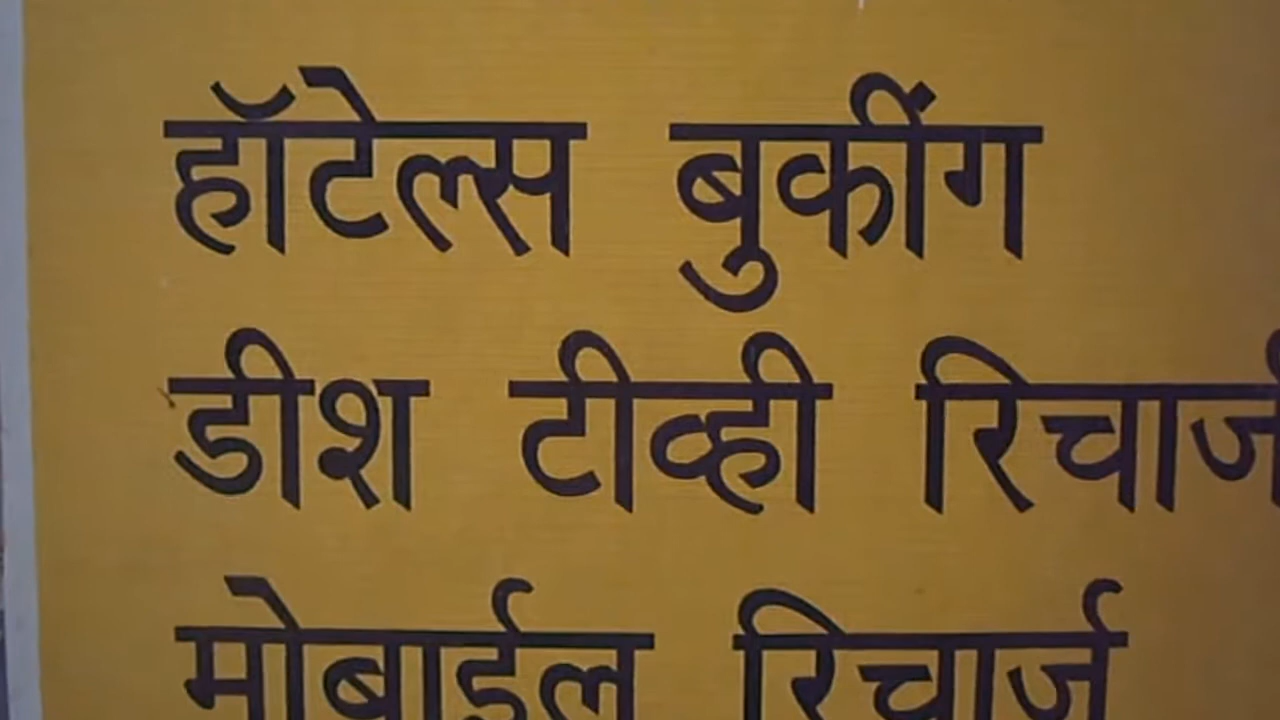 हॉटेल्स बुकींग
डीश टीव्ही रिचार्ज
मोबाईल रिचार्ज